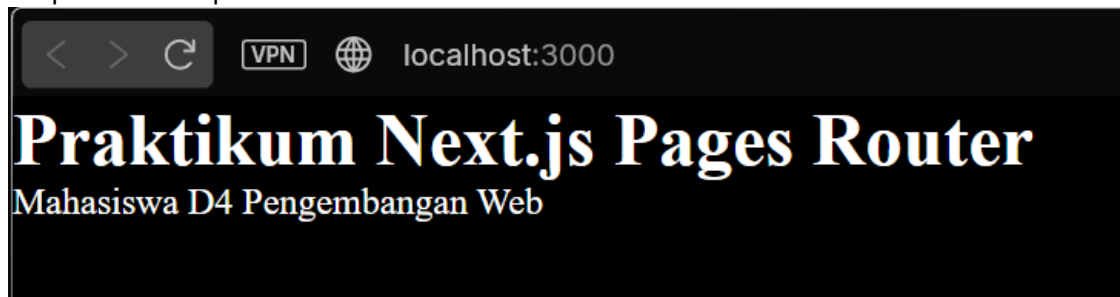 VPN
localhost:3000
Praktikum Next.js Pages Router
Mahasiswa D4 Pengembangan Web